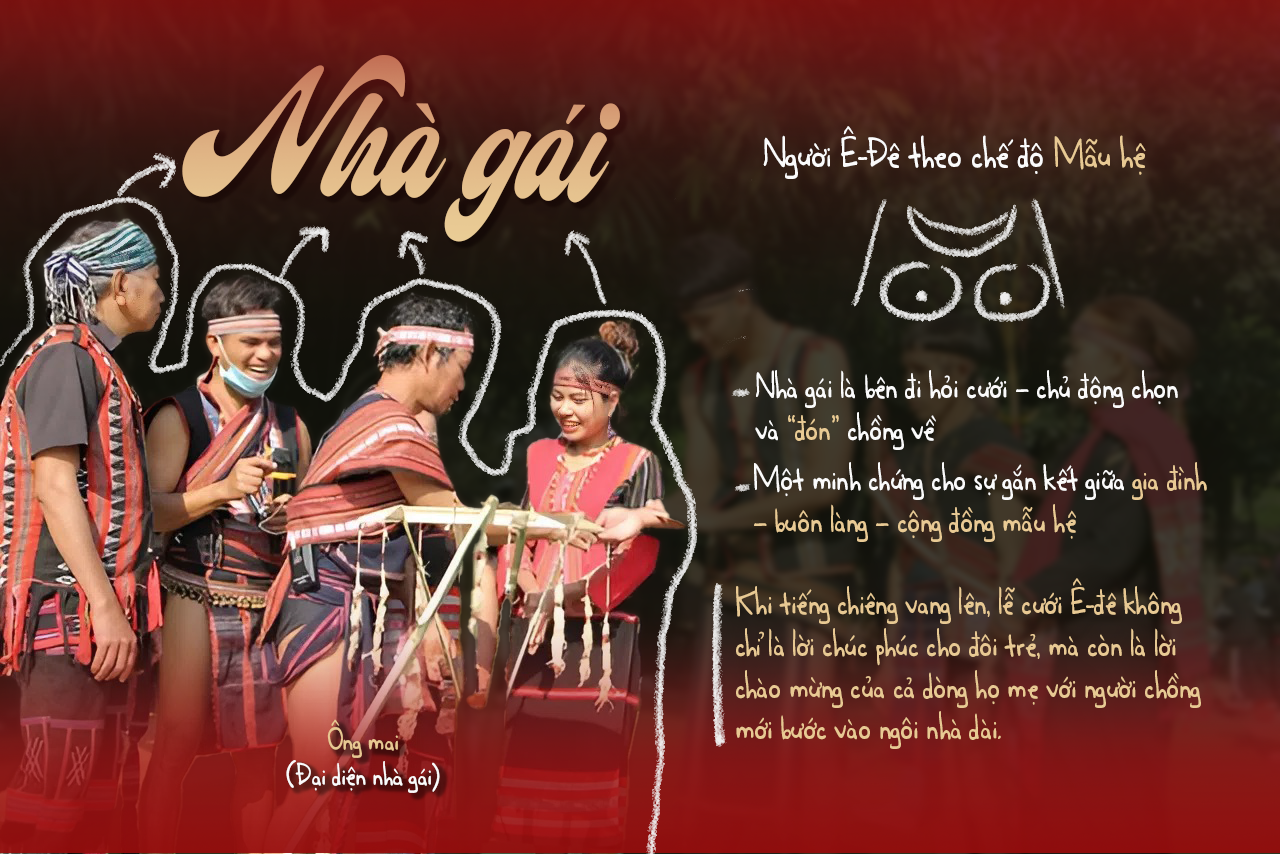 Nhà gái
Người Ê-Đê theo chế độ Mẫu hệ
- Nhà gái là bên đi hỏi cưới – chủ động chọn
và “đón” chồng về
- Một minh chứng cho sự gắn kết giữa gia đình
– buôn làng – cộng đồng mẫu hệ
Khi tiếng chiêng vang lên, lễ cưới Ê-đê không
chỉ là lời chúc phúc cho đôi trẻ, mà còn là lời
chào mừng của cả dòng họ mẹ với người chồng
mới bước vào ngôi nhà dài.
Ông mai
(Đại diện nhà gái)